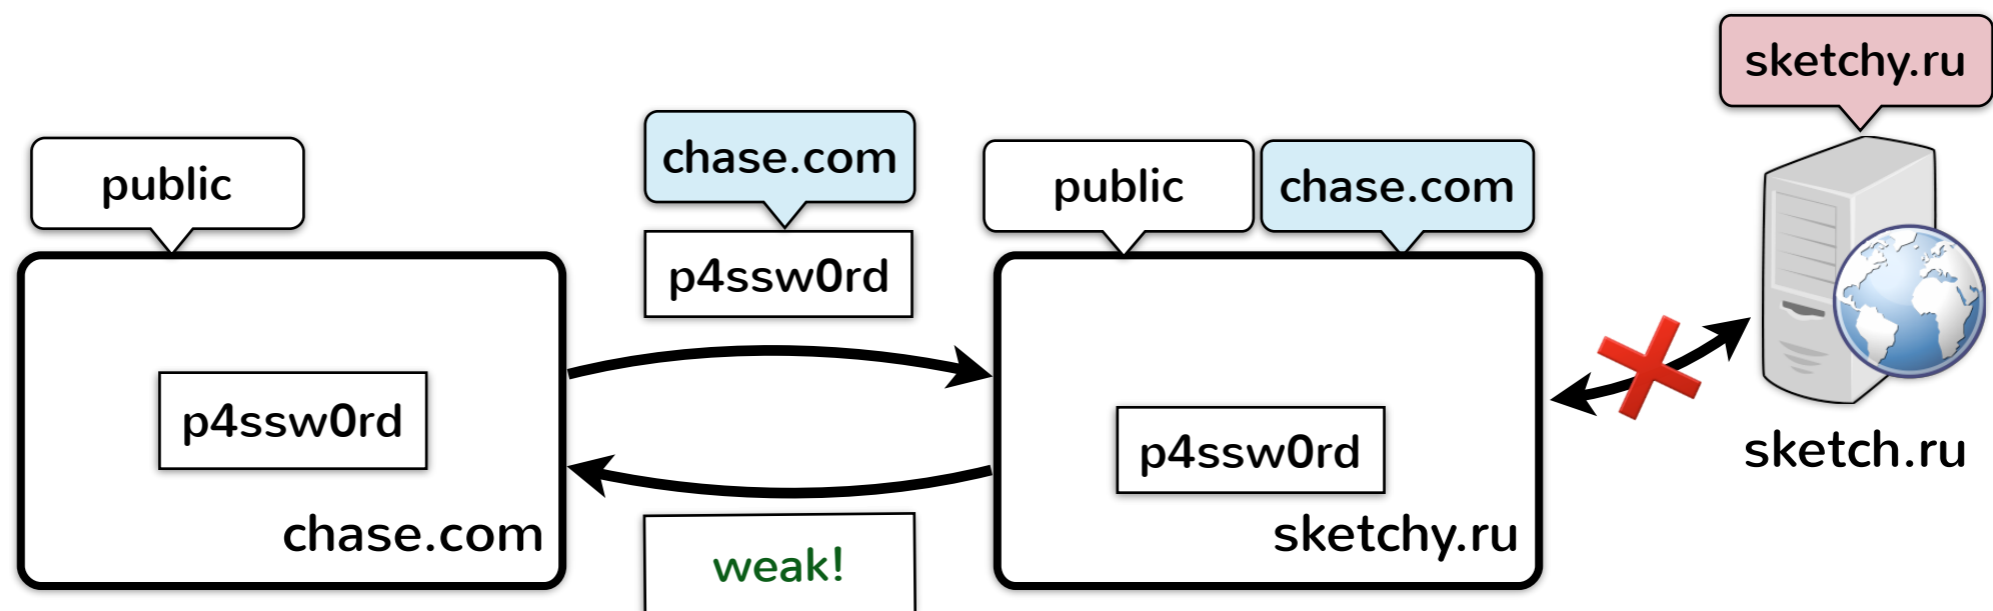 sketchy.ru
chase.com
public
public
chase.com
p4ssw0rd
p4ssw0rd
p4ssw0rd
sketch.ru
chase.com
sketchy.ru
weak!